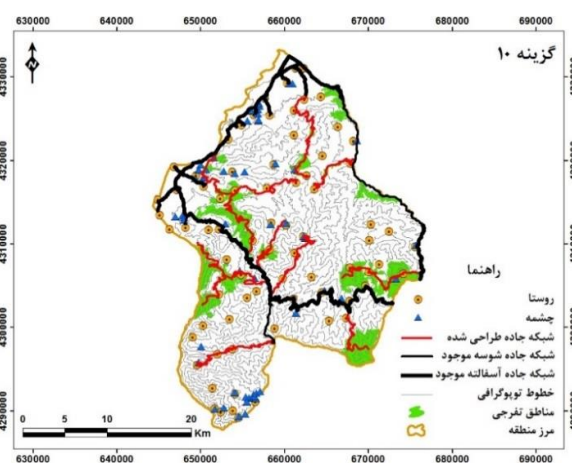 630000 640000 650000 660000 670000 680000 690000
گزینه ۱۰
4330000
4320000
4310000
4300000
4290000
N
راهنما
روستا
چشمه
شبکه جاده طراحی شده
شبکه جاده شوسه موجود
شبکه جاده آسفالته موجود
خطوط توپوگرافی
مناطق تفرجی
مرز منطقه
0 5 10 20
Km
630000 640000 650000 660000 670000 680000 690000